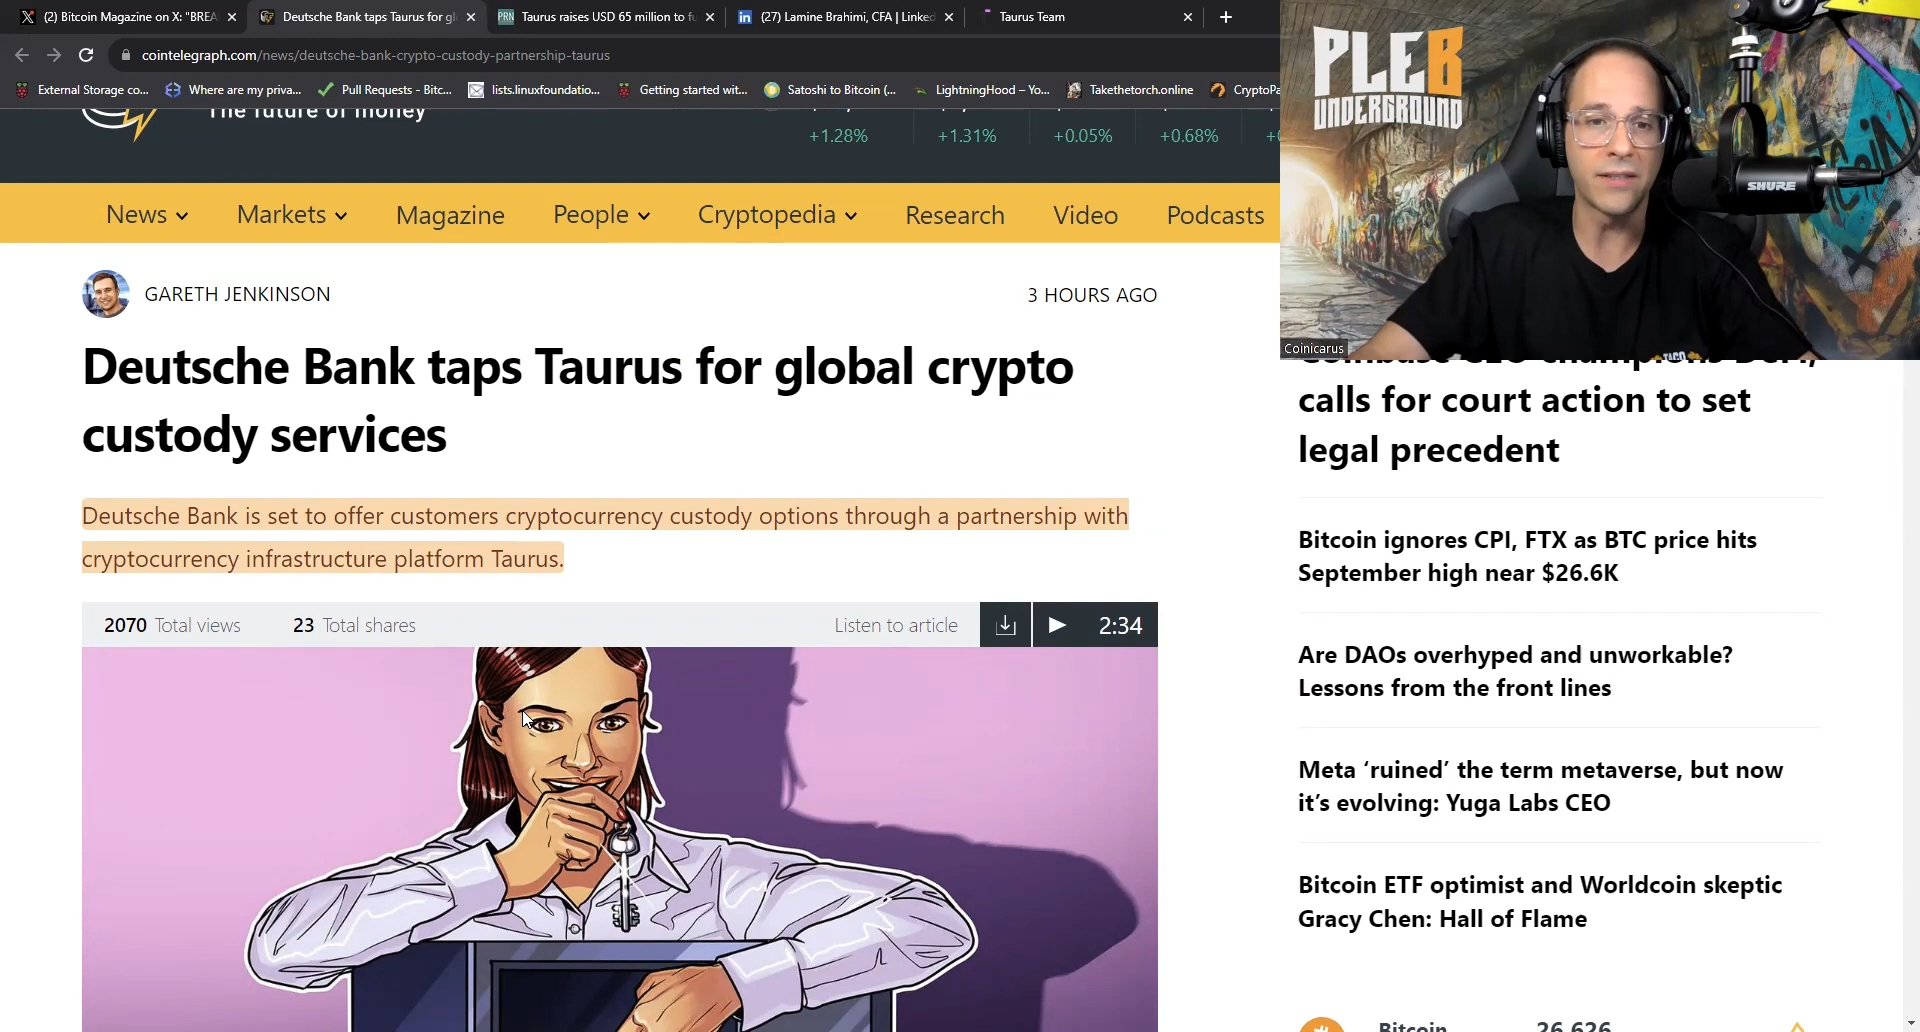 (2) Bitcoin Magazine on X: "BREA
Deutsche Bank taps Taurus for gl
Taurus raises USD 65 million to fu
(27) Lamine Brahimi, CFA | Linked
Taurus Team
cointelegraph.com/news/deutsche-bank-crypto-custody-partnership-taurus
External Storage co...
Where are my priva...
Pull Requests - Bitc...
lists.linuxfoundatio...
Getting started wit...
Satoshi to Bitcoin (...
LightningHood – Yo...
Takethetorch.online
CryptoPa
The future of money
+1.28%
+1.31%
+0.05%
+0.68%
News
Markets
Magazine
People
Cryptopedia
Research
Video
Podcasts
PLEB
UNDERGROUND
SHURE
Coinicarus
GARETH JENKINSON
3 HOURS AGO
Deutsche Bank taps Taurus for global crypto
custody services
Deutsche Bank is set to offer customers cryptocurrency custody options through a partnership with
cryptocurrency infrastructure platform Taurus.
2070 Total views
23 Total shares
Listen to article
2:34
calls for court action to set
legal precedent
Bitcoin ignores CPI, FTX as BTC price hits
September high near $26.6K
Are DAOs overhyped and unworkable?
Lessons from the front lines
Meta ‘ruined’ the term metaverse, but now
it’s evolving: Yuga Labs CEO
Bitcoin ETF optimist and Worldcoin skeptic
Gracy Chen: Hall of Flame
Bitcoin
26,626